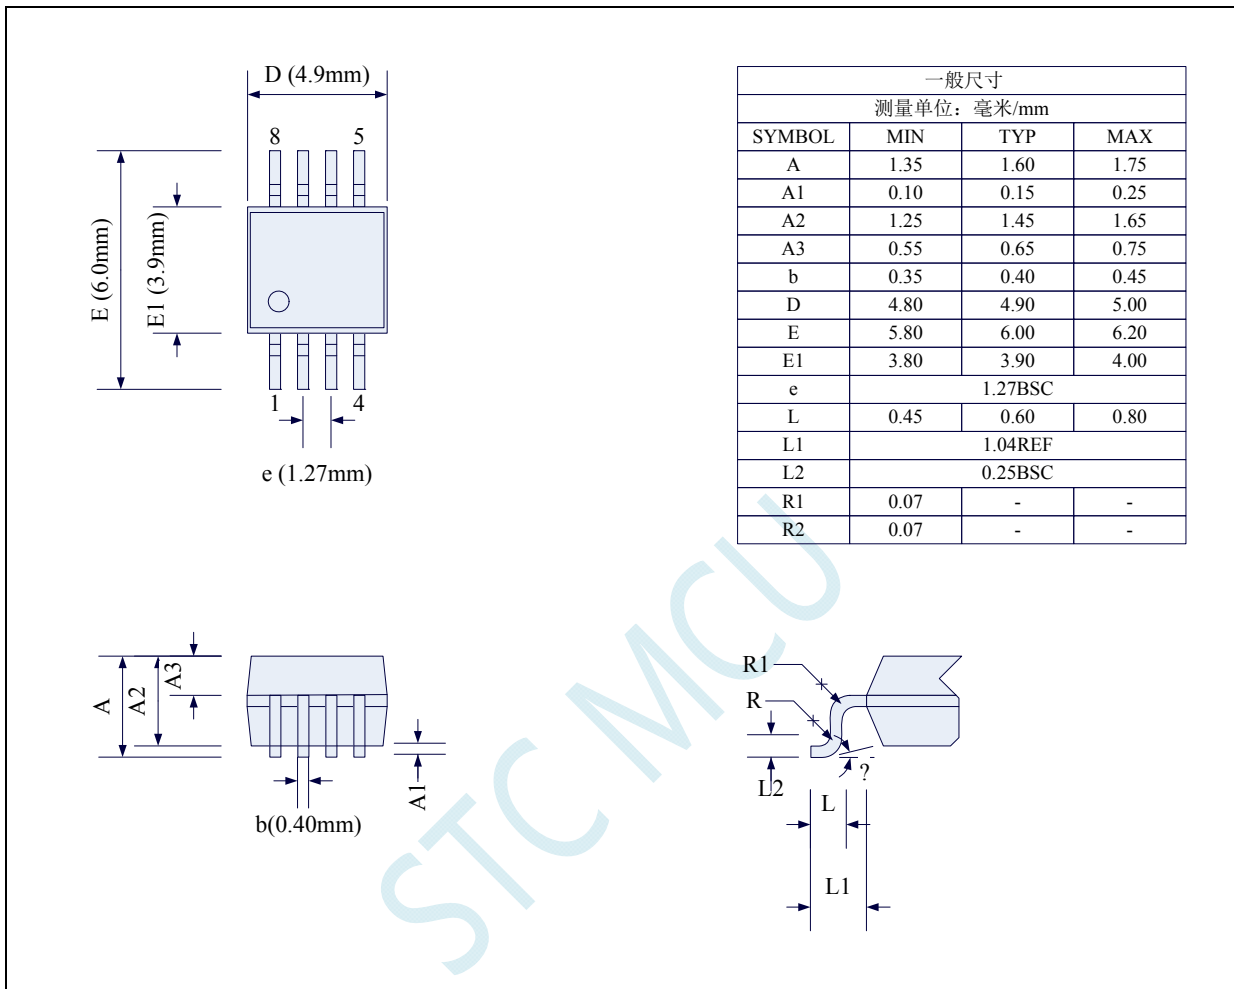 D (4.9mm)
8
5
E (6.0mm)
E1 (3.9mm)
1
4
e (1.27mm)
一般尺寸
测量单位：毫米/mm
SYMBOL MIN TYP MAX
A 1.35 1.60 1.75
A1 0.10 0.15 0.25
A2 1.25 1.45 1.65
A3 0.55 0.65 0.75
b 0.35 0.40 0.45
D 4.80 4.90 5.00
E 5.80 6.00 6.20
E1 3.80 3.90 4.00
e 1.27BSC
L 0.45 0.60 0.80
L1 1.04REF
L2 0.25BSC
R1 0.07 - -
R2 0.07 - -
A
A2
A3
A1
b(0.40mm)
R1
R
L2
?
L
L1
STC MCU